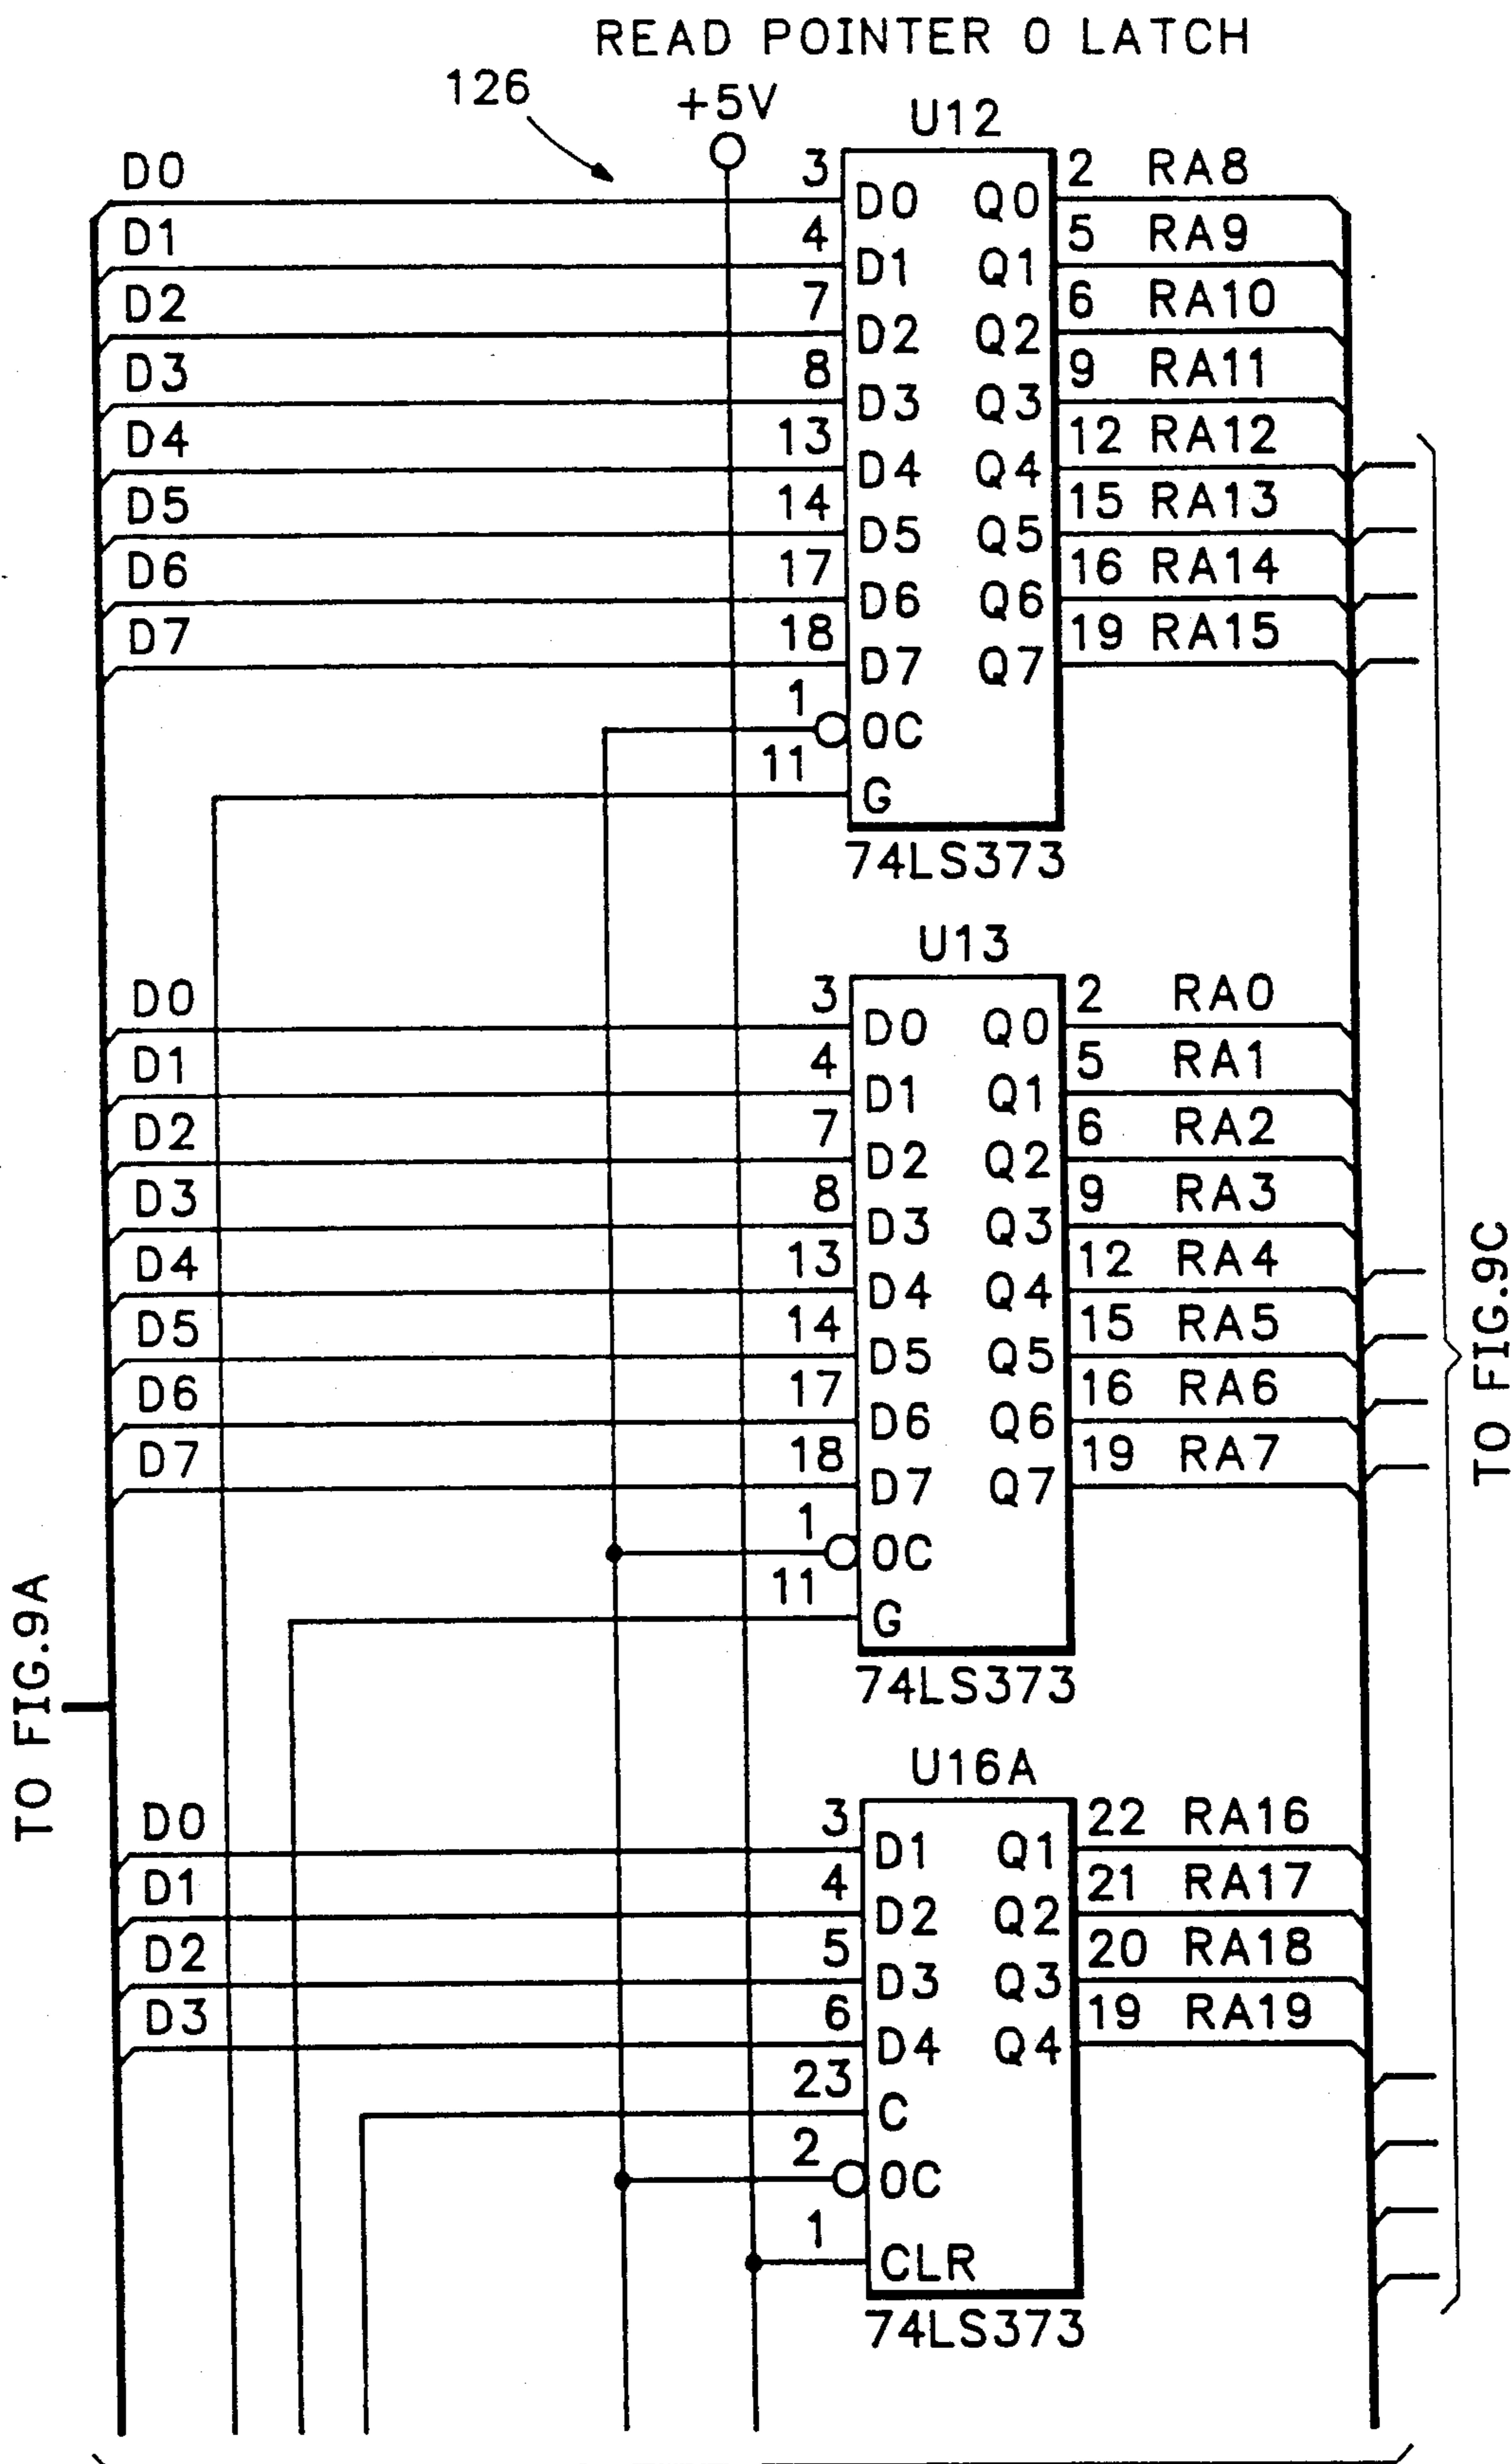 READ POINTER 0 LATCH
126
+5V
U12
D0 3 D0 Q0 2 RA8
D1 4 D1 Q1 5 RA9
D2 7 D2 Q2 6 RA10
D3 8 D3 Q3 9 RA11
D4 13 D4 Q4 12 RA12
D5 14 D5 Q5 15 RA13
D6 17 D6 Q6 16 RA14
D7 18 D7 Q7 19 RA15
1 OC
11 G
74LS373
U13
D0 3 D0 Q0 2 RA0
D1 4 D1 Q1 5 RA1
D2 7 D2 Q2 6 RA2
D3 8 D3 Q3 9 RA3
D4 13 D4 Q4 12 RA4
D5 14 D5 Q5 15 RA5
D6 17 D6 Q6 16 RA6
D7 18 D7 Q7 19 RA7
1 OC
11 G
74LS373
TO FIG.9A
TO FIG.9C
U16A
D0 3 D1 Q1 22 RA16
D1 4 D2 Q2 21 RA17
D2 5 D3 Q3 20 RA18
D3 6 D4 Q4 19 RA19
23 C
2 OC
1 CLR
74LS373